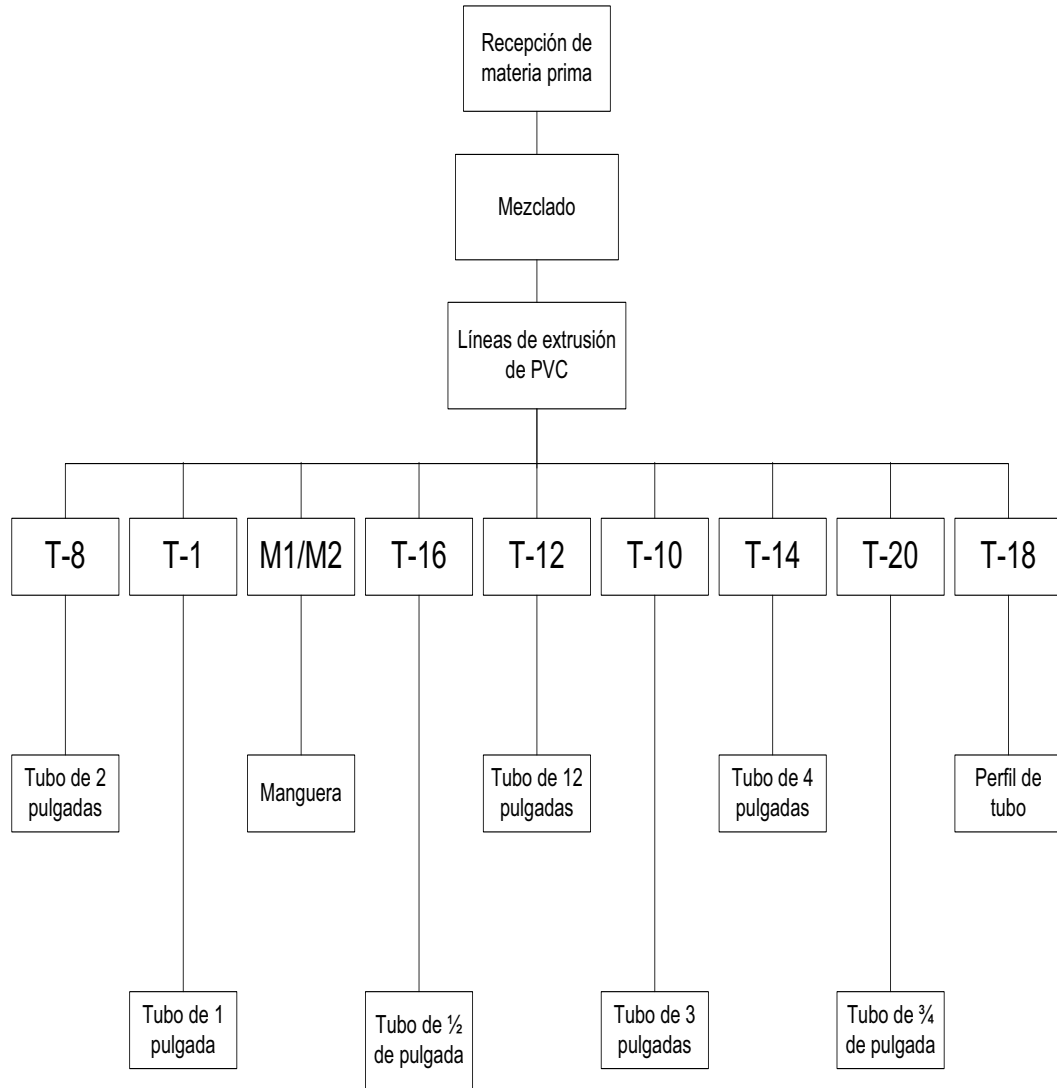 Recepción de
materia prima
Mezclado
Líneas de extrusión
de PVC
T-8
T-1
M1/M2
T-16
T-12
T-10
T-14
T-20
T-18
Tubo de 2
pulgadas
Manguera
Tubo de 12
pulgadas
Tubo de 4
pulgadas
Perfil de
tubo
Tubo de 1
pulgada
Tubo de ½
de pulgada
Tubo de 3
pulgadas
Tubo de ¾
de pulgada